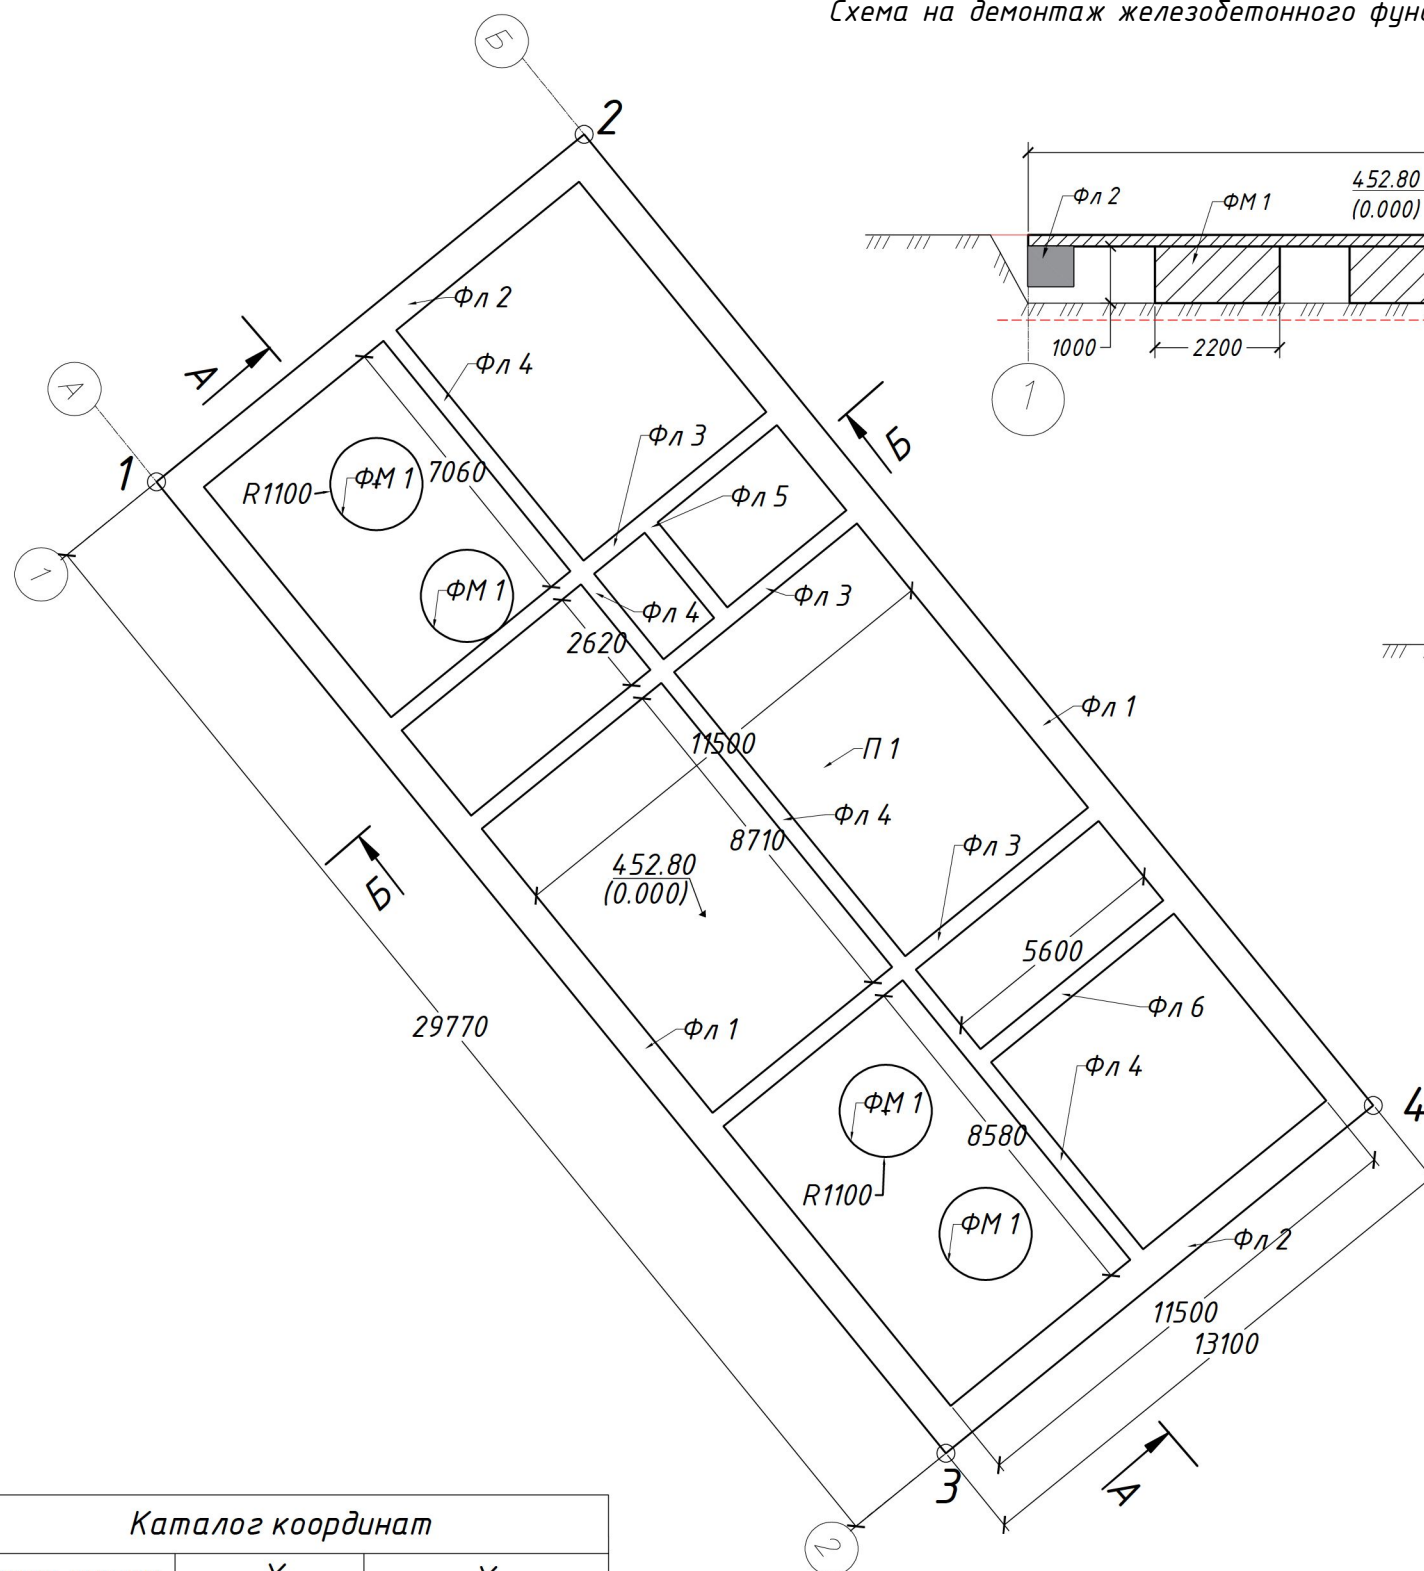 Схема на демонтаж железобетонного
Б
2
452.80
(0.000)
Фл 2
ФМ 1
1000
2200
1
Фл 2
А
Фл 4
А
Б
1
Фл 3
7060
R1100
ФМ 1
Фл 5
1
ФМ 1
Фл 4
Фл 3
2620
Фл 1
11500
П 1
8710
Фл 4
452.80
(0.000)
Фл 3
Б
5600
Фл 6
29770
Фл 1
Фл 4
ФМ 1
4
8580
R1100
ФМ 1
Фл 2
11500
13100
3
А
2
Каталог координат